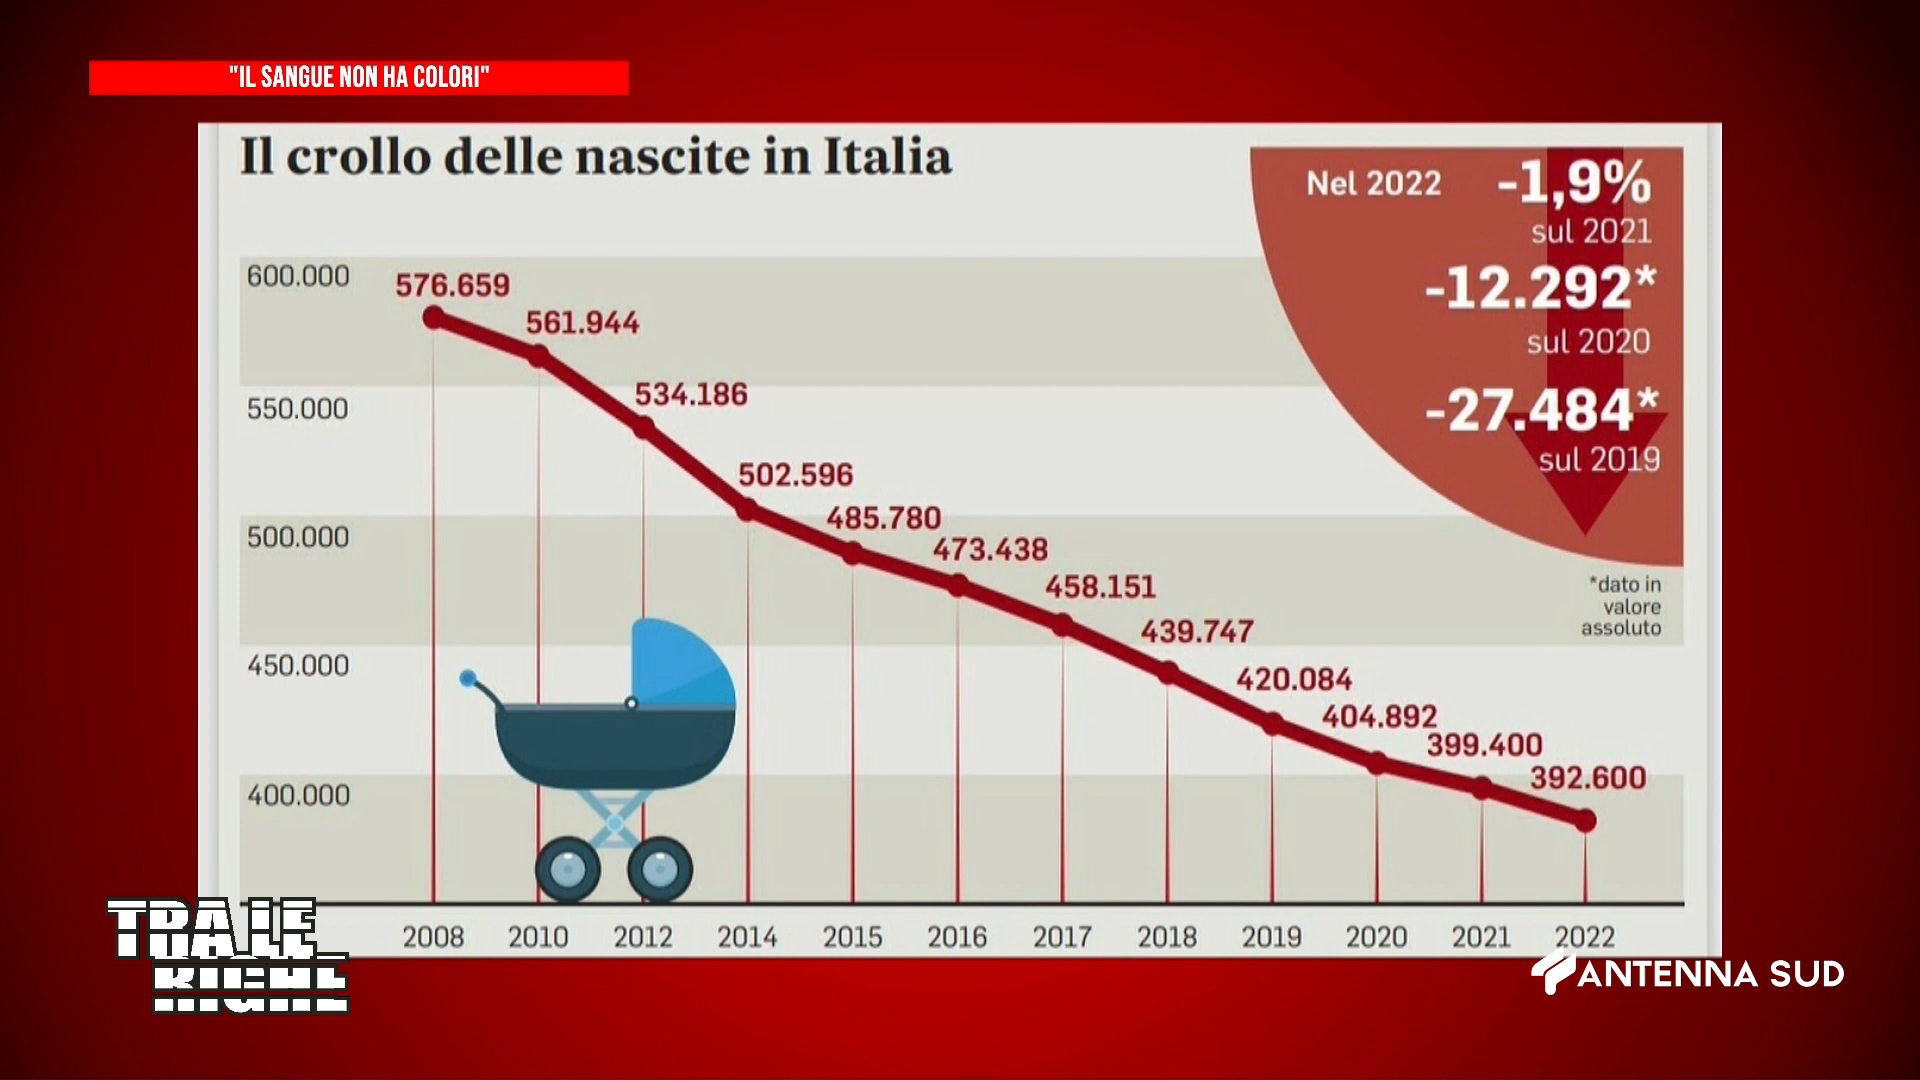 "IL SANGUE NON HA COLORI"
Il crollo delle nascite in Italia
Nel 2022 -1,9%
sul 2021
-12.292*
sul 2020
-27.484*
sul 2019
*dato in
valore
assoluto
600.000
550.000
500.000
450.000
400.000
576.659
561.944
534.186
502.596
485.780
473.438
458.151
439.747
420.084
404.892
399.400
392.600
2008 2010 2012 2014 2015 2016 2017 2018 2019 2020 2021 2022
TRA LE
RIGHE
ANTENNA SUD